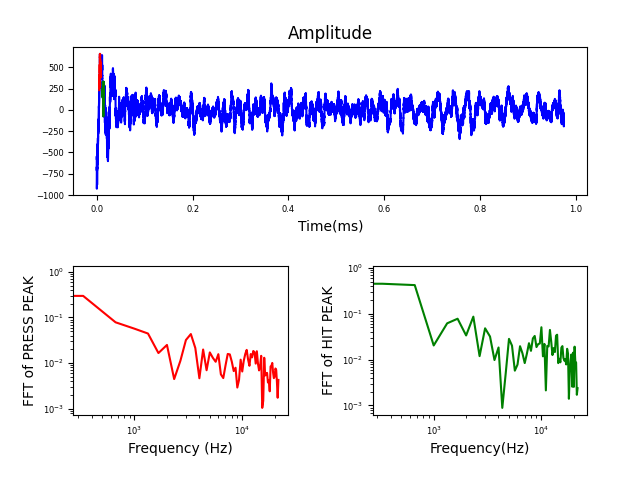 Amplitude
500
250
0
−250
−500
−750
−1000
0.0 0.2 0.4 0.6 0.8 1.0
Time(ms)
FFT of PRESS PEAK
10⁰
10⁻¹
10⁻²
10⁻³
10³ 10⁴
Frequency (Hz)
FFT of HIT PEAK
10⁰
10⁻¹
10⁻²
10⁻³
10³ 10⁴
Frequency(Hz)